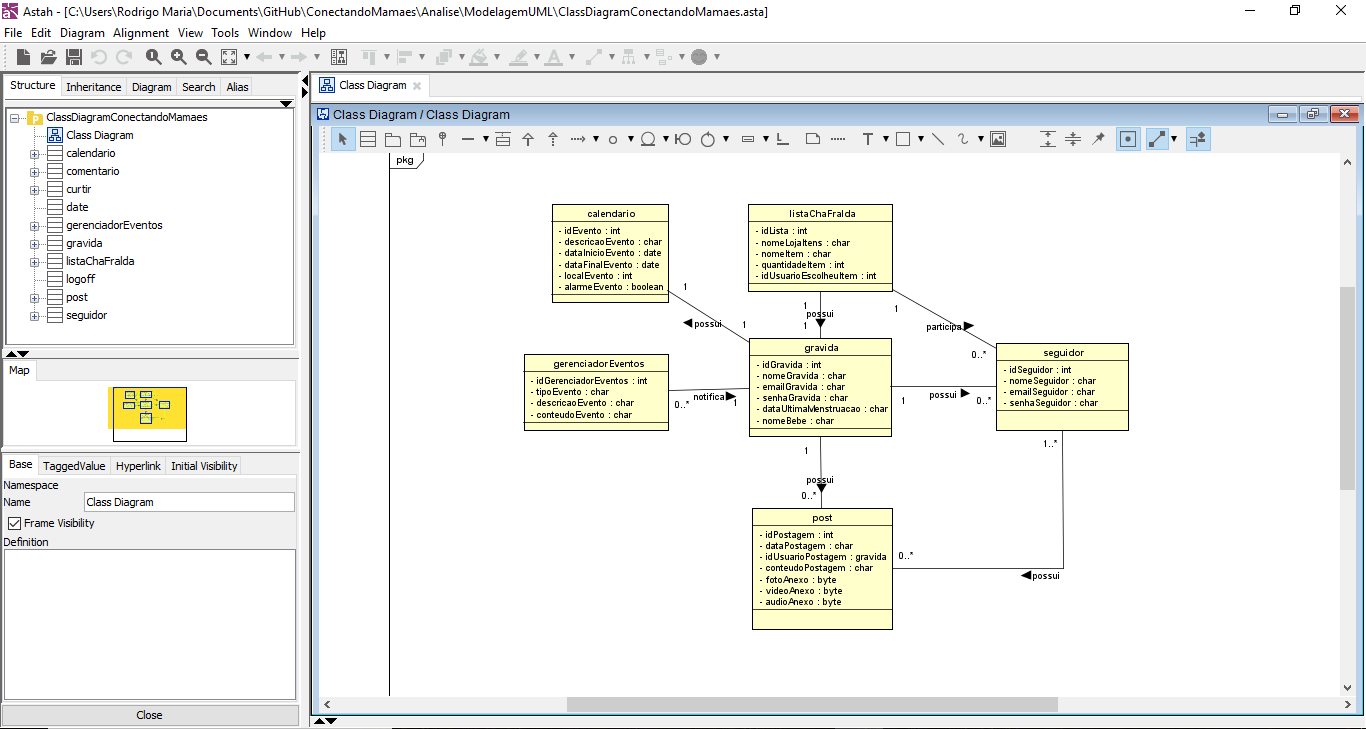 Astah - [C:\Users\Rodrigo Maria\Documents\GitHub\ConectandoMamaes\Analise\ModelagemUML\ClassDiagramConectandoMamaes.asta]
File Edit Diagram Alignment View Tools Window Help
Structure Inheritance Diagram Search Alias
ClassDiagramConectandoMamaes
Class Diagram
calendario
comentario
curtir
date
gerenciadorEventos
gravida
listaChaFralda
logoff
post
seguidor
Map
Base TaggedValue Hyperlink Initial Visibility
Namespace
Name Class Diagram
Frame Visibility
Definition
Close
Class Diagram
Class Diagram / Class Diagram
pkg
calendario
- idEvento : int
- descricaoEvento : char
- dataInicioEvento : date
- dataFinalEvento : date
- localEvento : int
- alarmeEvento : boolean
listaChaFralda
- idLista : int
- nomeLojaItens : char
- nomeItem : char
- quantidadeItem : int
- idUsuarioEscolheuItem : int
1
possui
1
1
possui
1
1
participa
0..*
gerenciadorEventos
- idGerenciadorEventos : int
- tipoEvento : char
- descricaoEvento : char
- conteudoEvento : char
0..*
notifica
1
gravida
- idGravida : int
- nomeGravida : char
- emailGravida : char
- senhaGravida : char
- dataUltimaMenstruacao : char
- nomeBebe : char
1
possui
0..*
seguidor
- idSeguidor : int
- nomeSeguidor : char
- emailSeguidor : char
- senhaSeguidor : char
1
possui
0..*
1..*
post
- idPostagem : int
- dataPostagem : char
- idUsuarioPostagem : gravida
- conteudoPostagem : char
- fotoAnexo : byte
- videoAnexo : byte
- audioAnexo : byte
0..*
possui